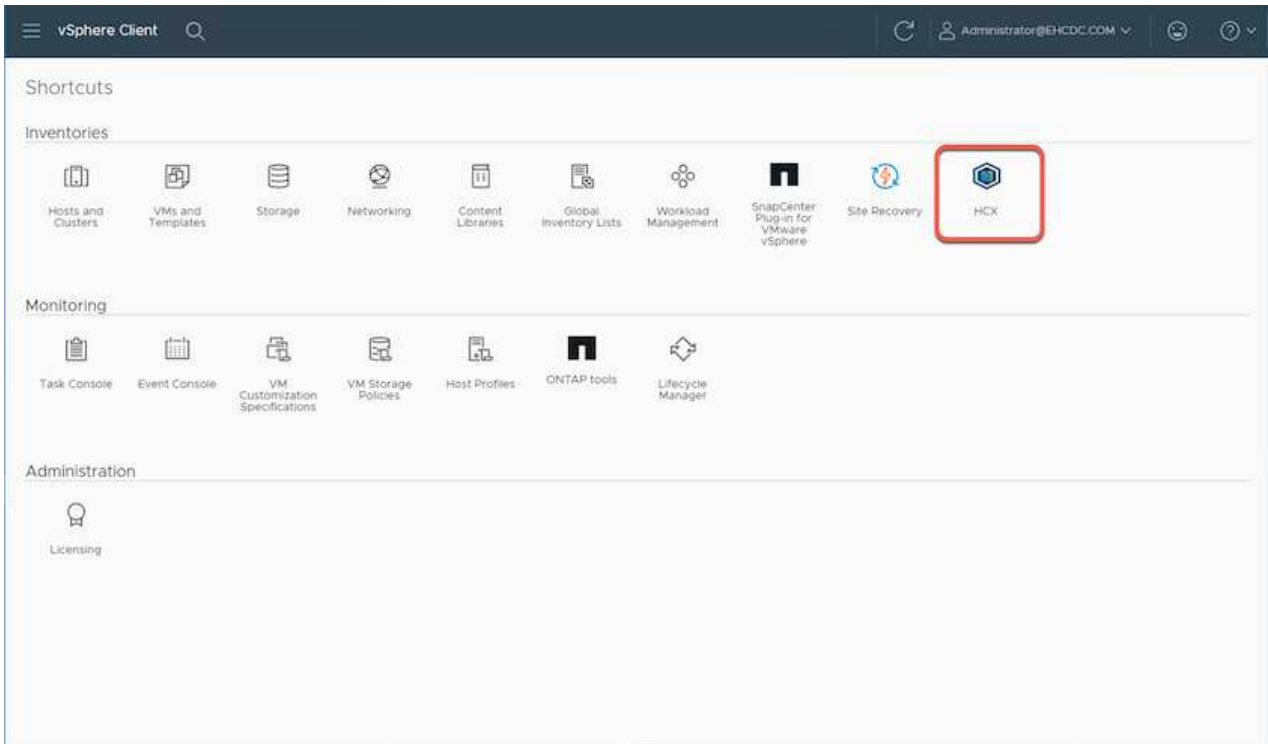 vSphere Client
Administrator@EHCDC.COM
Shortcuts
Inventories
Hosts and
Clusters
VMs and
Templates
Storage
Networking
Content
Libraries
Global
Inventory Lists
Workload
Management
SnapCenter
Plug-in for
VMware
vSphere
Site Recovery
HCX
Monitoring
Task Console
Event Console
VM
Customization
Specifications
VM Storage
Policies
Host Profiles
ONTAP tools
Lifecycle
Manager
Administration
Licensing